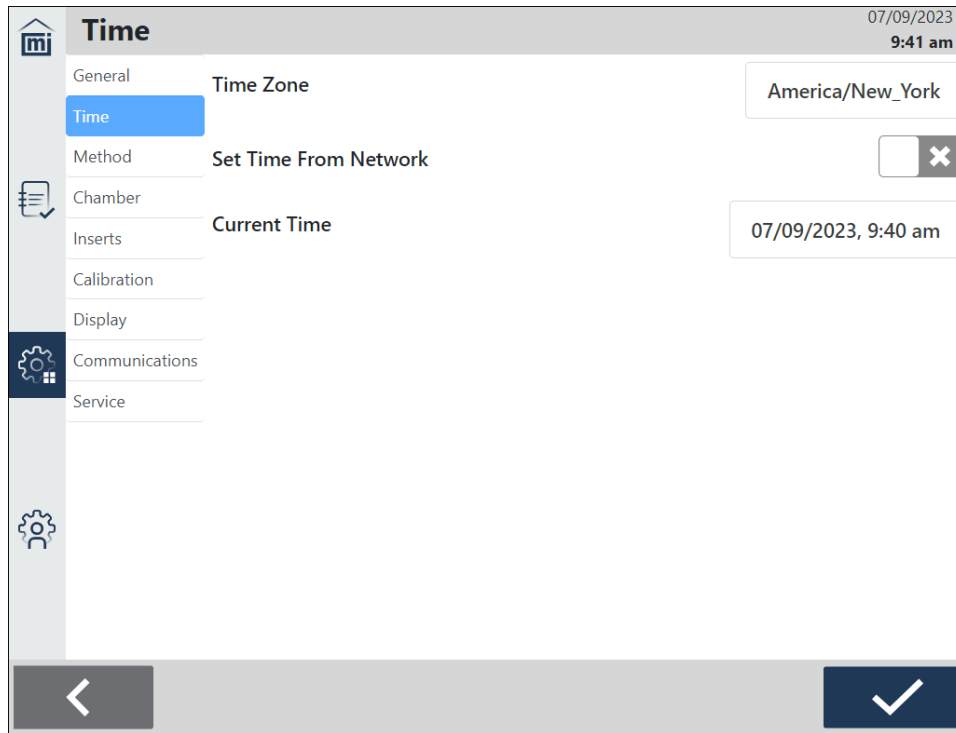 mi
Time
07/09/2023
9:41 am
General
Time
Method
Chamber
Inserts
Calibration
Display
Communications
Service
Time Zone
America/New_York
Set Time From Network
Current Time
07/09/2023, 9:40 am